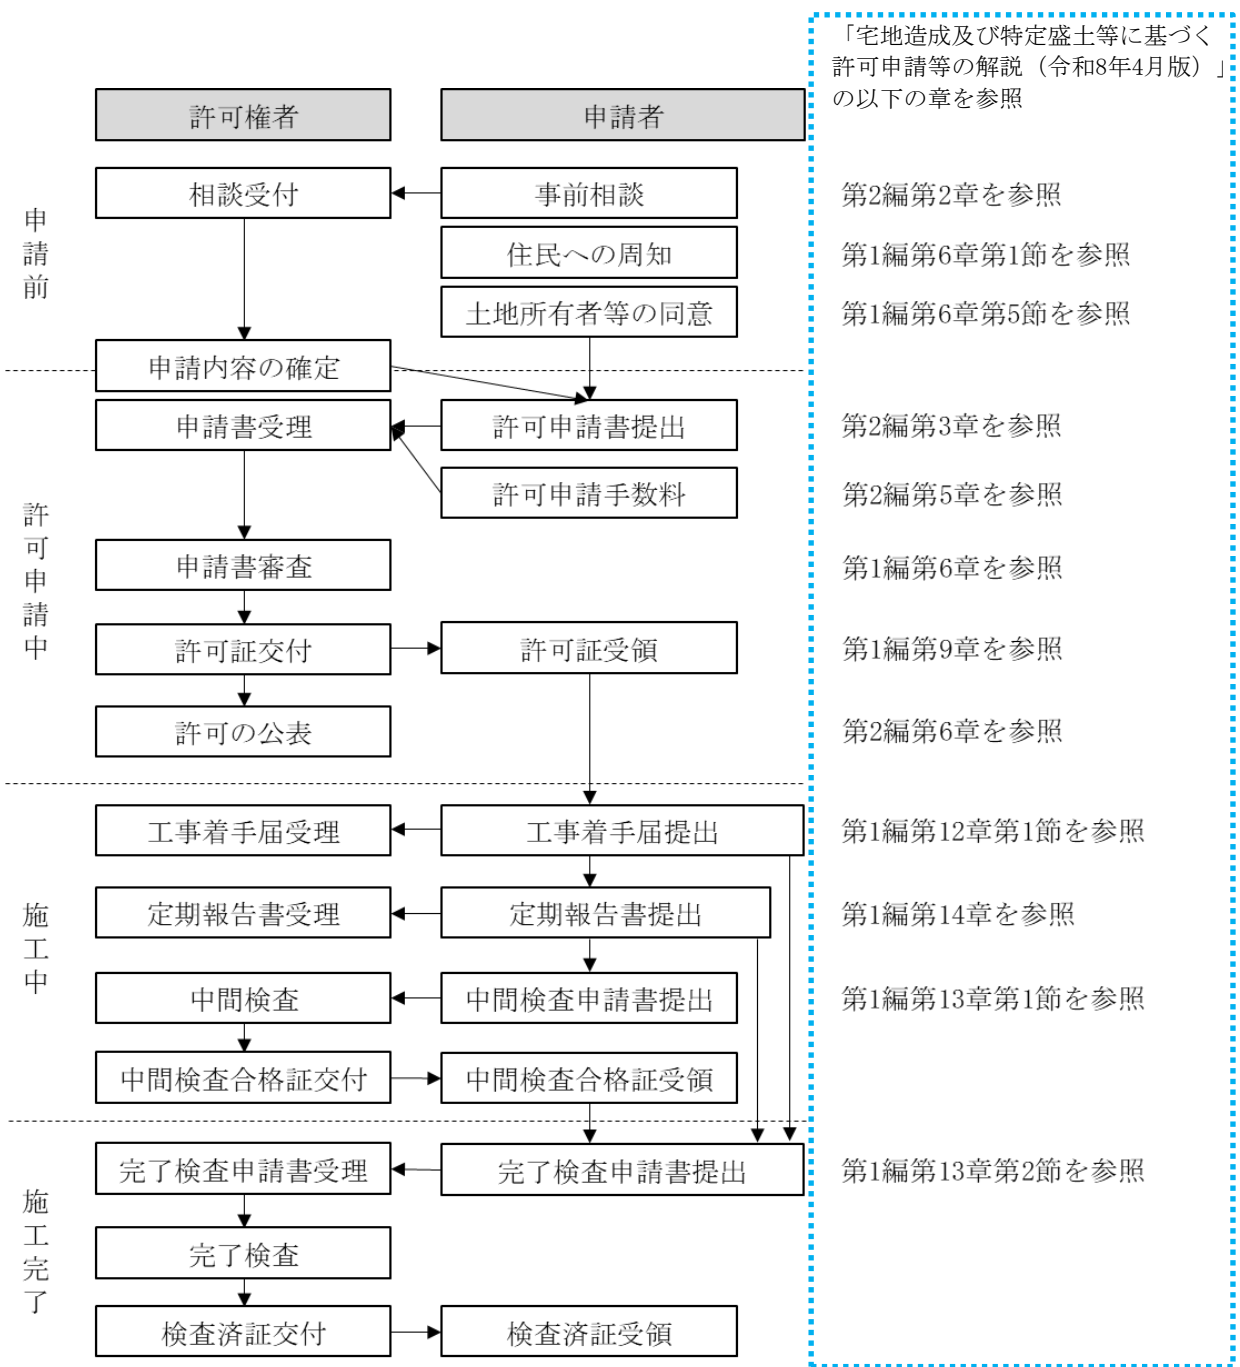 「宅地造成及び特定盛土等に基づく
許可申請等の解説（令和8年4月版）」
の以下の章を参照
許可権者
申請者
申請前
相談受付
事前相談
第2編第2章を参照
住民への周知
第1編第6章第1節を参照
土地所有者等の同意
第1編第6章第5節を参照
申請内容の確定
許可申請中
申請書受理
許可申請書提出
第2編第3章を参照
許可申請手数料
第2編第5章を参照
申請書審査
第1編第6章を参照
許可証交付
許可証受領
第1編第9章を参照
許可の公表
第2編第6章を参照
施工中
工事着手届受理
工事着手届提出
第1編第12章第1節を参照
定期報告書受理
定期報告書提出
第1編第14章を参照
中間検査
中間検査申請書提出
第1編第13章第1節を参照
中間検査合格証交付
中間検査合格証受領
施工完了
完了検査申請書受理
完了検査申請書提出
第1編第13章第2節を参照
完了検査
検査済証交付
検査済証受領